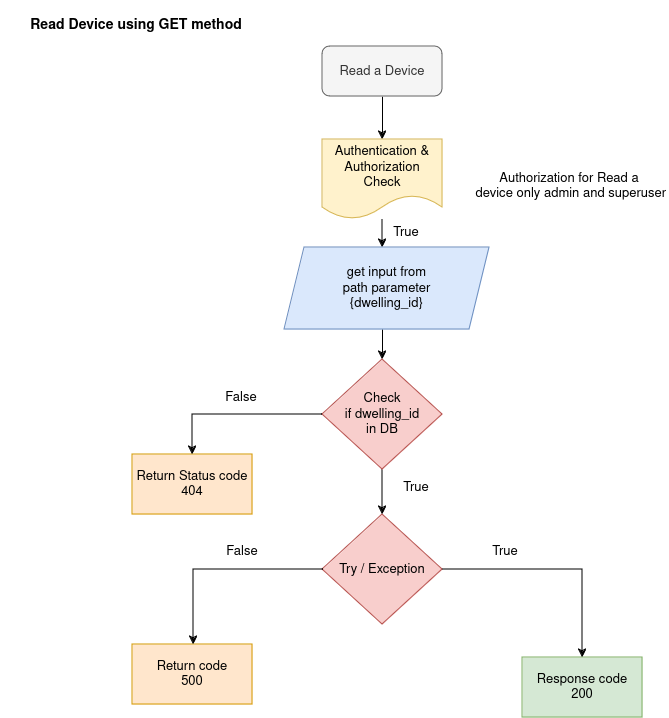 Read Device using GET method
Read a Device
Authentication &
Authorization
Check
Authorization for Read a
device only admin and superuser
True
get input from
path parameter
{dwelling_id}
Check
if dwelling_id
in DB
False
Return Status code
404
True
Try / Exception
False
True
Return code
500
Response code
200